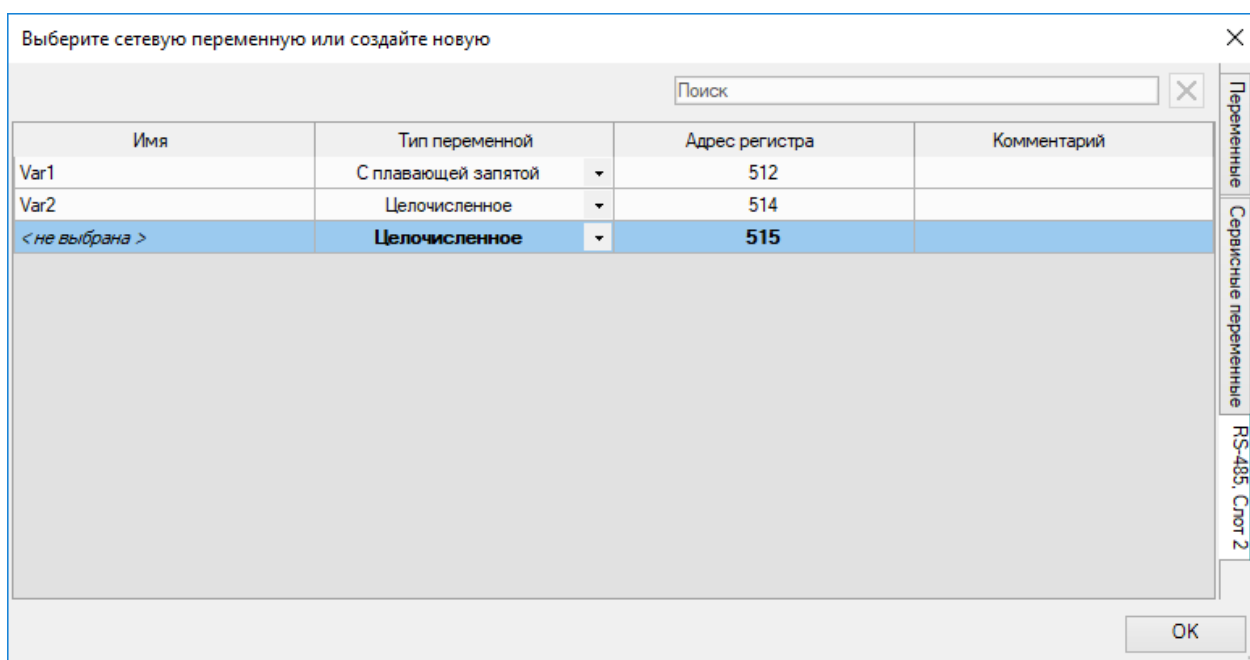 Выберите сетевую переменную или создайте новую
Поиск
Имя Тип переменной Адрес регистра Комментарий
Var1 С плавающей запятой 512
Var2 Целочисленное 514
<не выбрана> Целочисленное 515
Переменные
Сервисные переменные
RS-485, Слот 2
OK